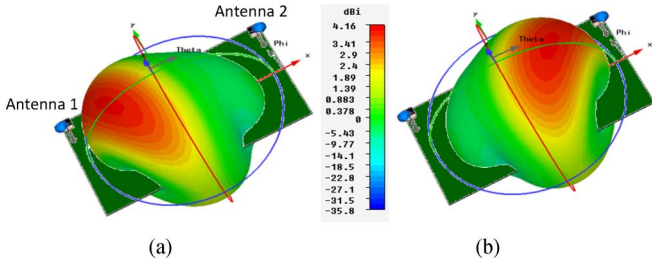 Antenna 2
Antenna 1
y
Theta
Phi
x
dBi
4.16
3.41
2.9
2.4
1.89
1.39
0.883
0.378
0
-5.43
-9.77
-14.1
-18.5
-22.8
-27.1
-31.5
-35.8
y
Theta
Phi
x
(a)
(b)